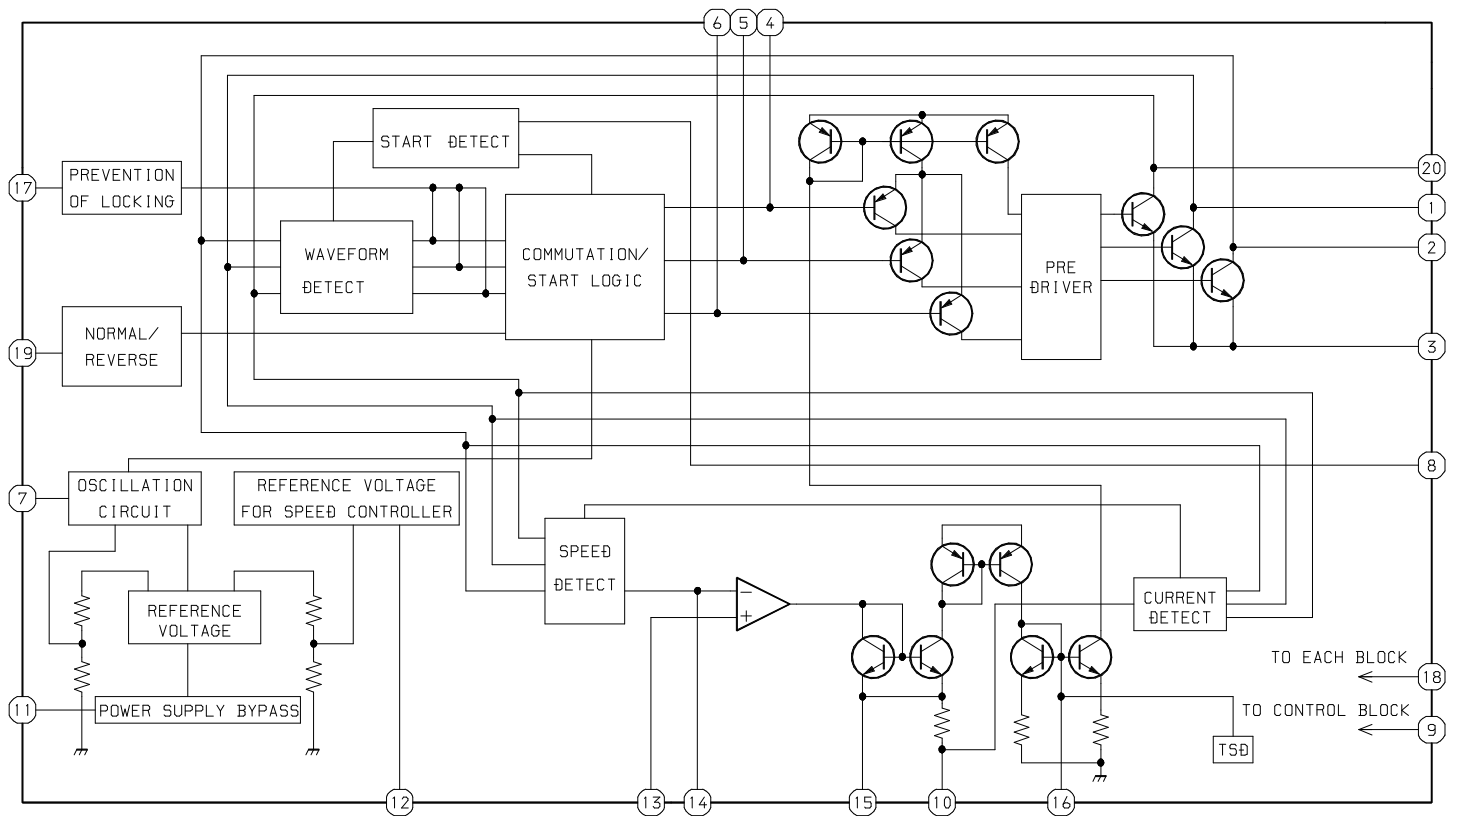 6 5 4
START DETECT
17
PREVENTION
OF LOCKING
20
1
2
WAVEFORM
DETECT
COMMUTATION/
START LOGIC
PRE
DRIVER
NORMAL/
REVERSE
19
3
8
7
OSCILLATION
CIRCUIT
REFERENCE VOLTAGE
FOR SPEED CONTROLLER
SPEED
DETECT
−
+
CURRENT
DETECT
REFERENCE
VOLTAGE
TO EACH BLOCK
18
11
POWER SUPPLY BYPASS
TO CONTROL BLOCK
9
TSD
12
13
14
15
10
16